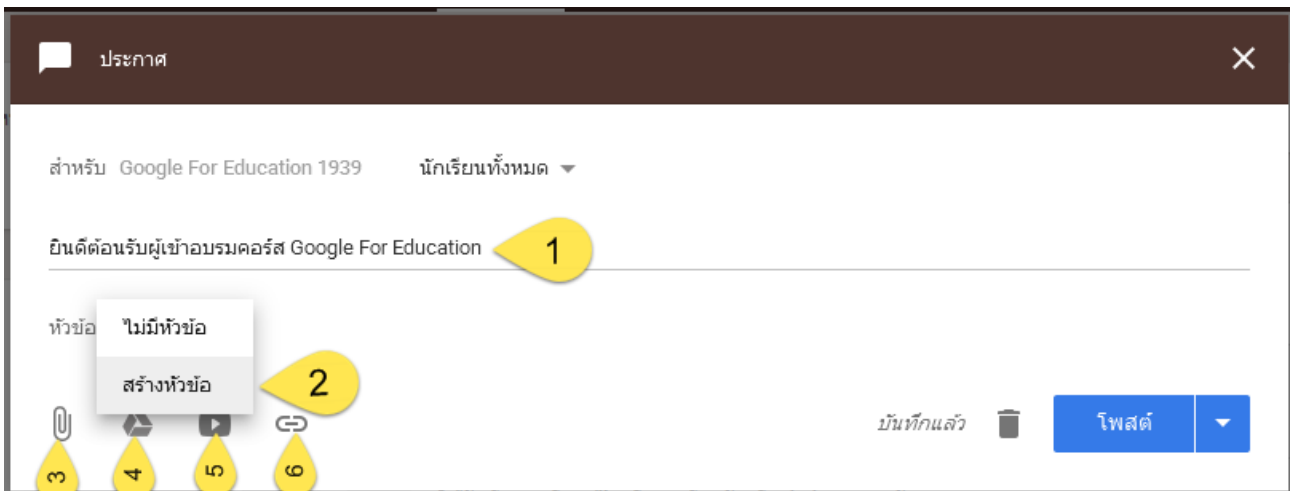 ประกาศ
สำหรับ Google For Education 1939 นักเรียนทั้งหมด
ยินดีต้อนรับผู้เข้าอบรมคอร์ส Google For Education 1
หัวข้อ ไม่มีหัวข้อ
สร้างหัวข้อ 2
บันทึกแล้ว โพสต์
3 4 5 6